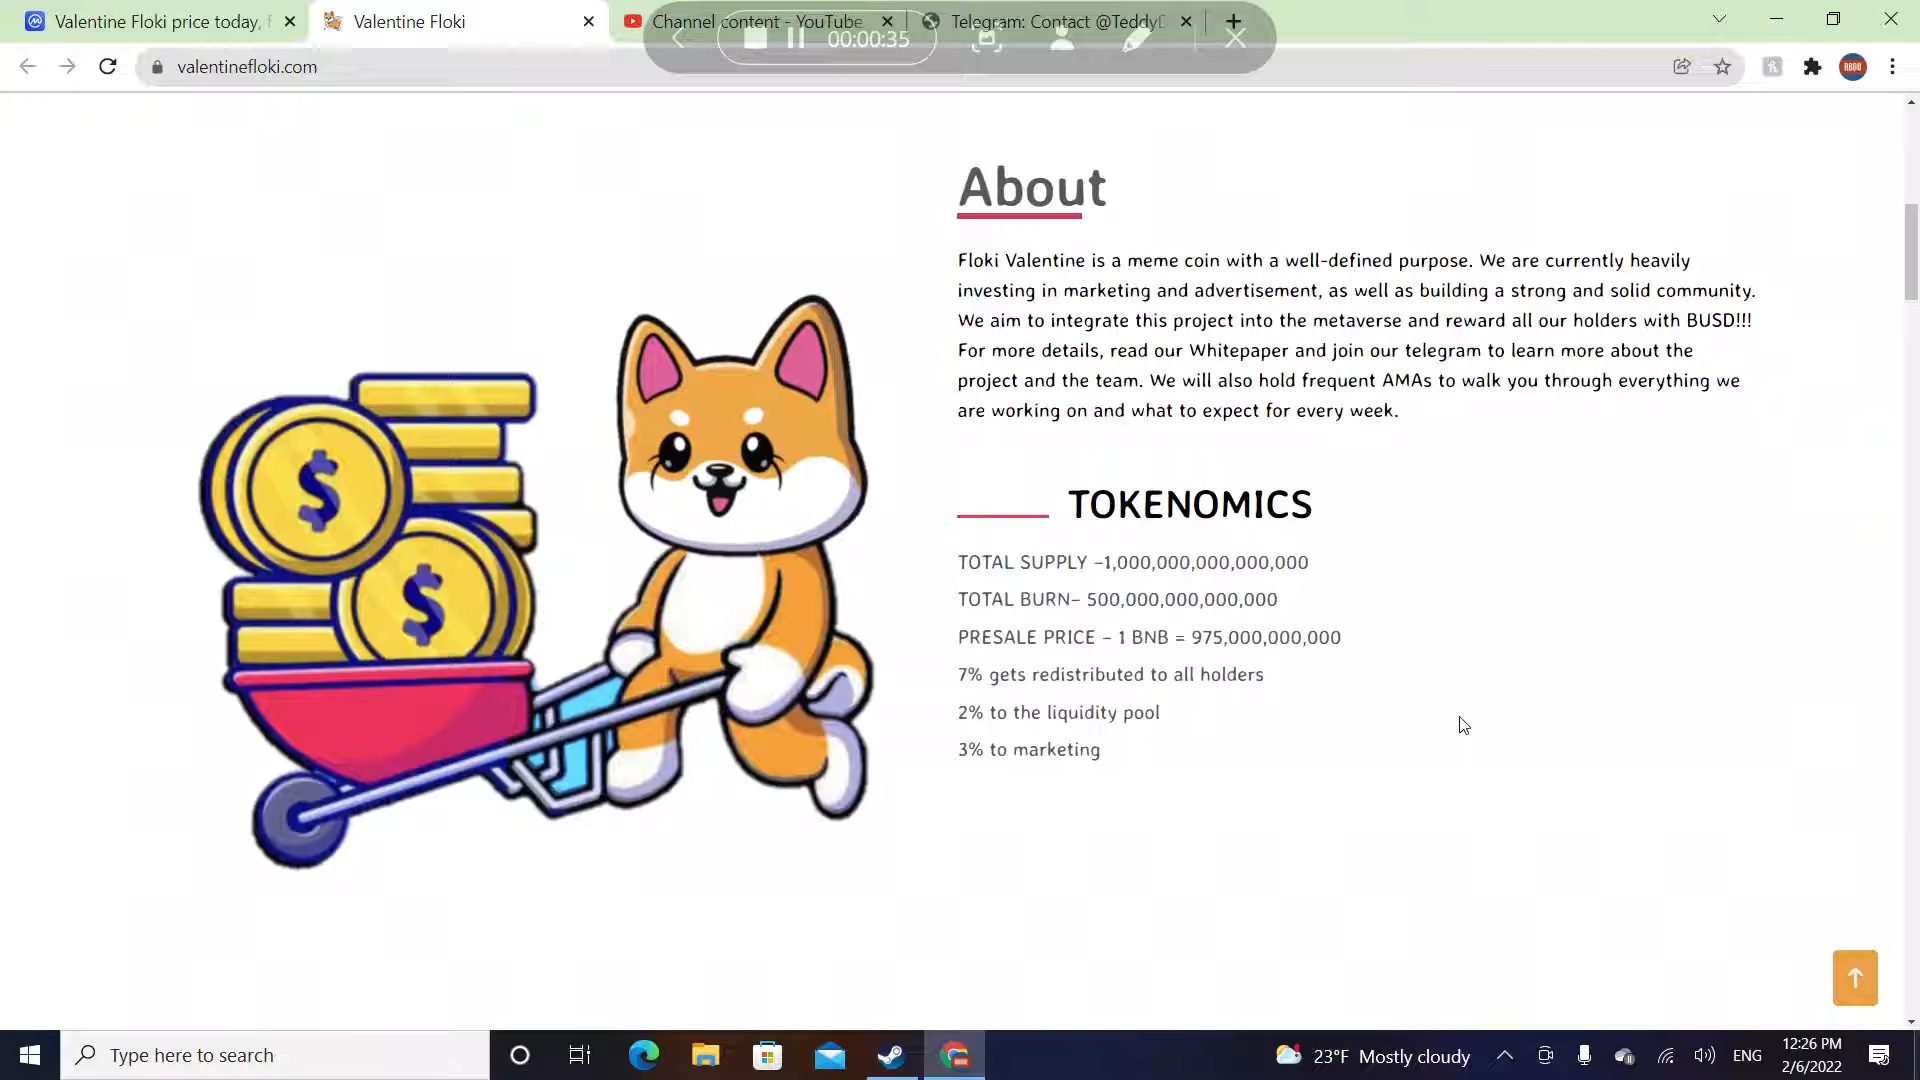 Valentine Floki price today, f
Valentine Floki
Channel content - YouTube
Telegram: Contact @TeddyD
00:00:35
valentinefloki.com
ABDU
About
Floki Valentine is a meme coin with a well-defined purpose. We are currently heavily
investing in marketing and advertisement, as well as building a strong and solid community.
We aim to integrate this project into the metaverse and reward all our holders with BUSD!!!
For more details, read our Whitepaper and join our telegram to learn more about the
project and the team. We will also hold frequent AMAs to walk you through everything we
are working on and what to expect for every week.
$
$
TOKENOMICS
TOTAL SUPPLY -1,000,000,000,000,000
TOTAL BURN- 500,000,000,000,000
PRESALE PRICE - 1 BNB = 975,000,000,000
7% gets redistributed to all holders
2% to the liquidity pool
3% to marketing
Type here to search
23°F Mostly cloudy
ENG
12:26 PM
2/6/2022